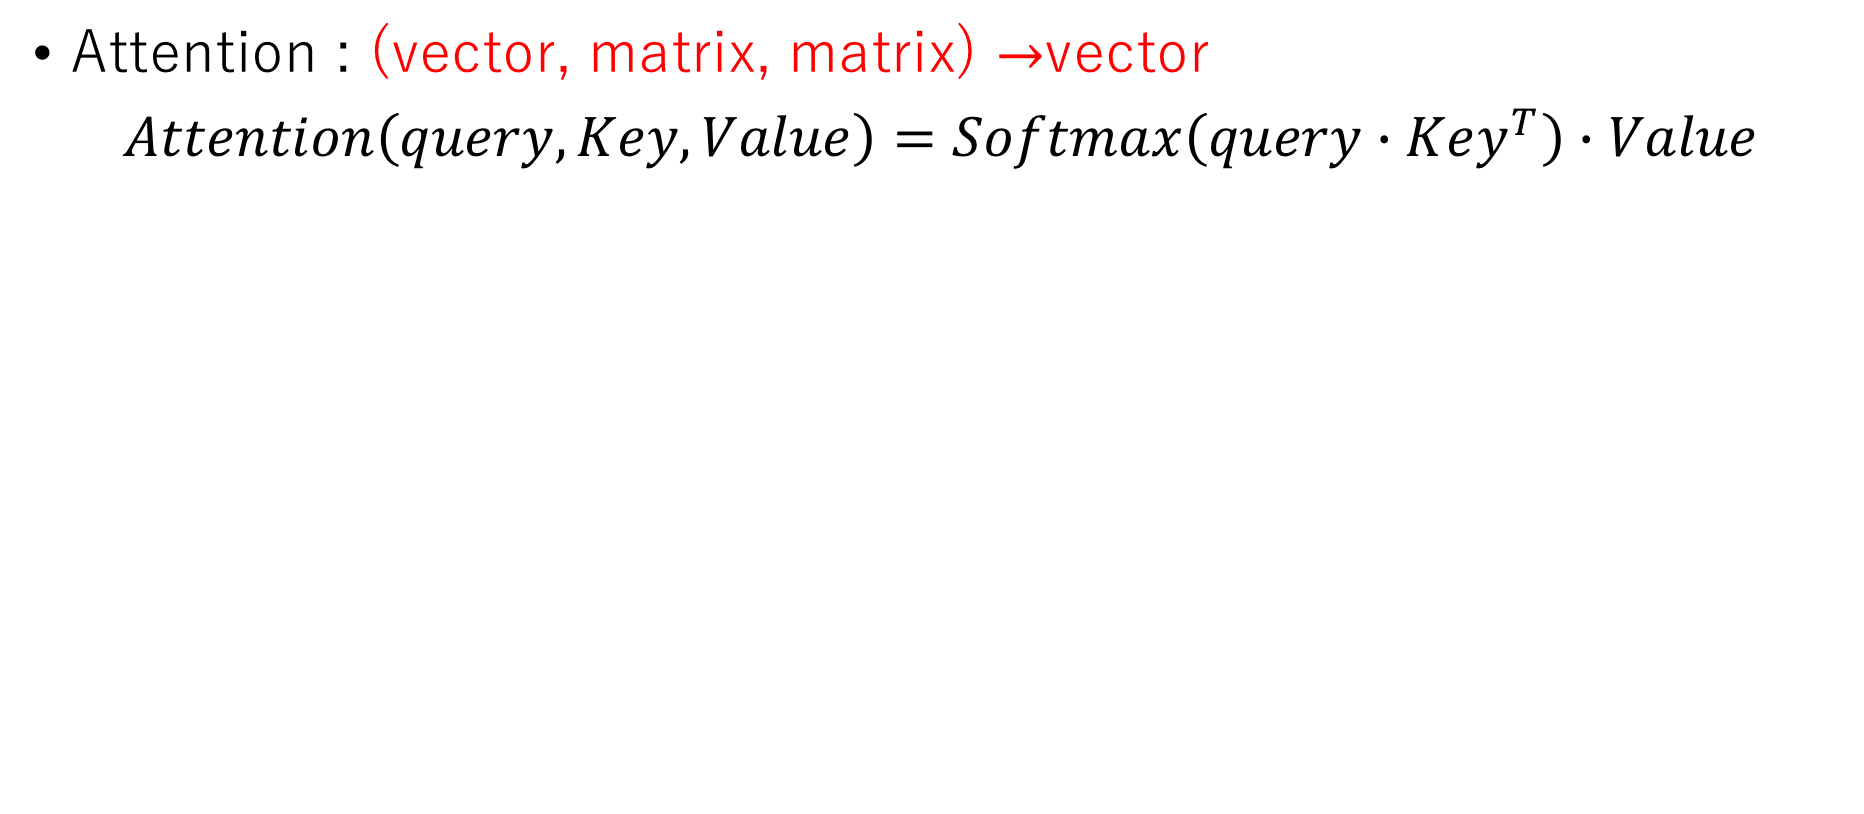 • Attention : (vector, matrix, matrix) →vector
Attention(query, Key, Value) = Softmax(query · Key^T) · Value